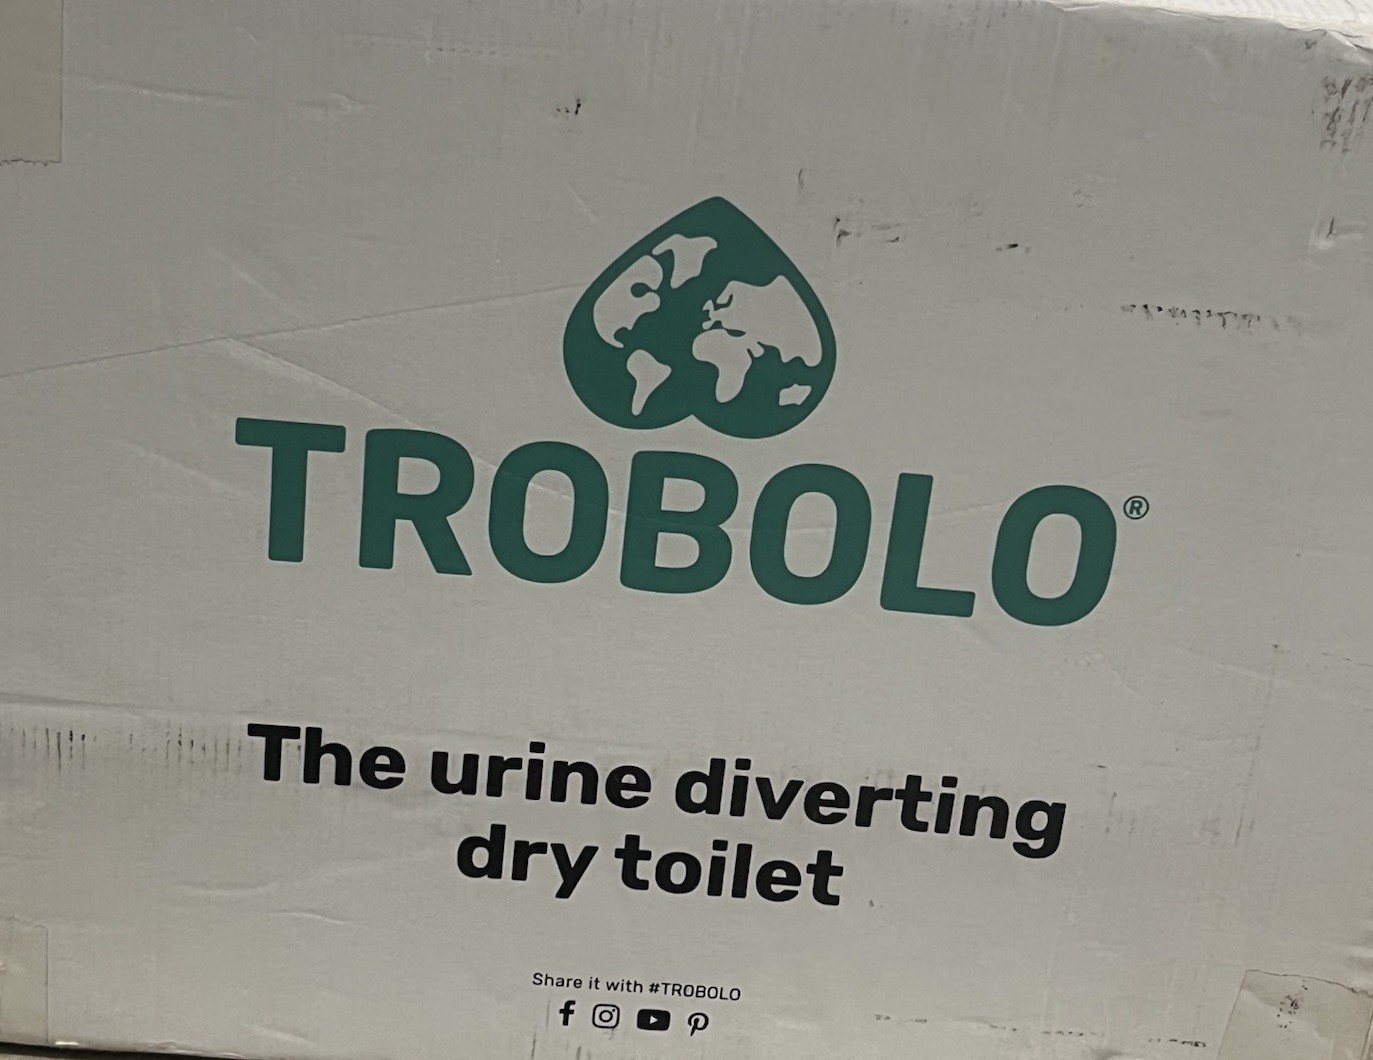 TROBOLO®
The urine diverting
dry toilet
Share it with #TROBOLO